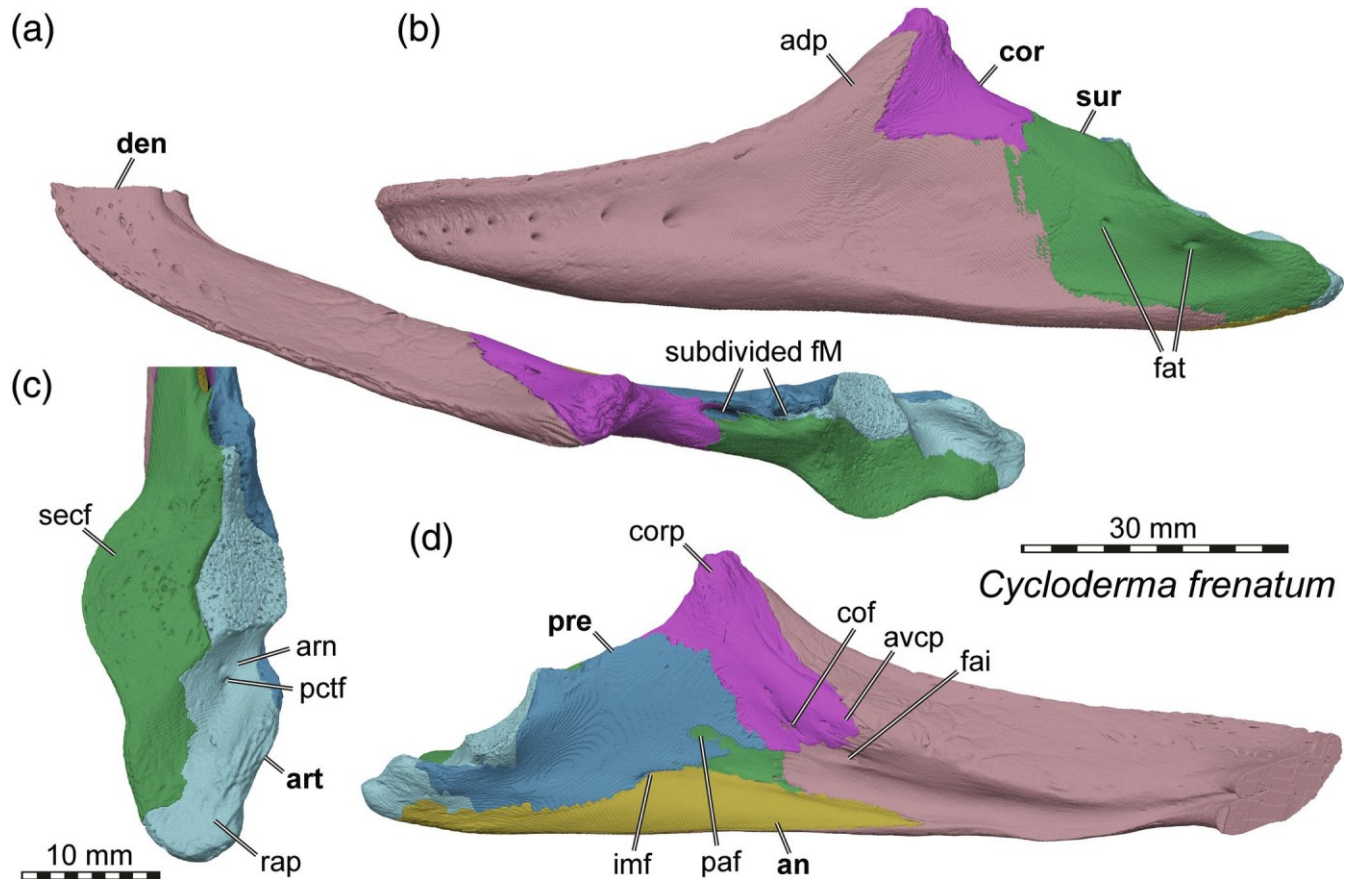 (a)
(b)
adp
cor
sur
den
fat
subdivided fM
(c)
secf
arn
pctf
art
rap
10 mm
30 mm
Cycloderma frenatum
(d)
corp
pre
cof
avcp
fai
imf
paf
an